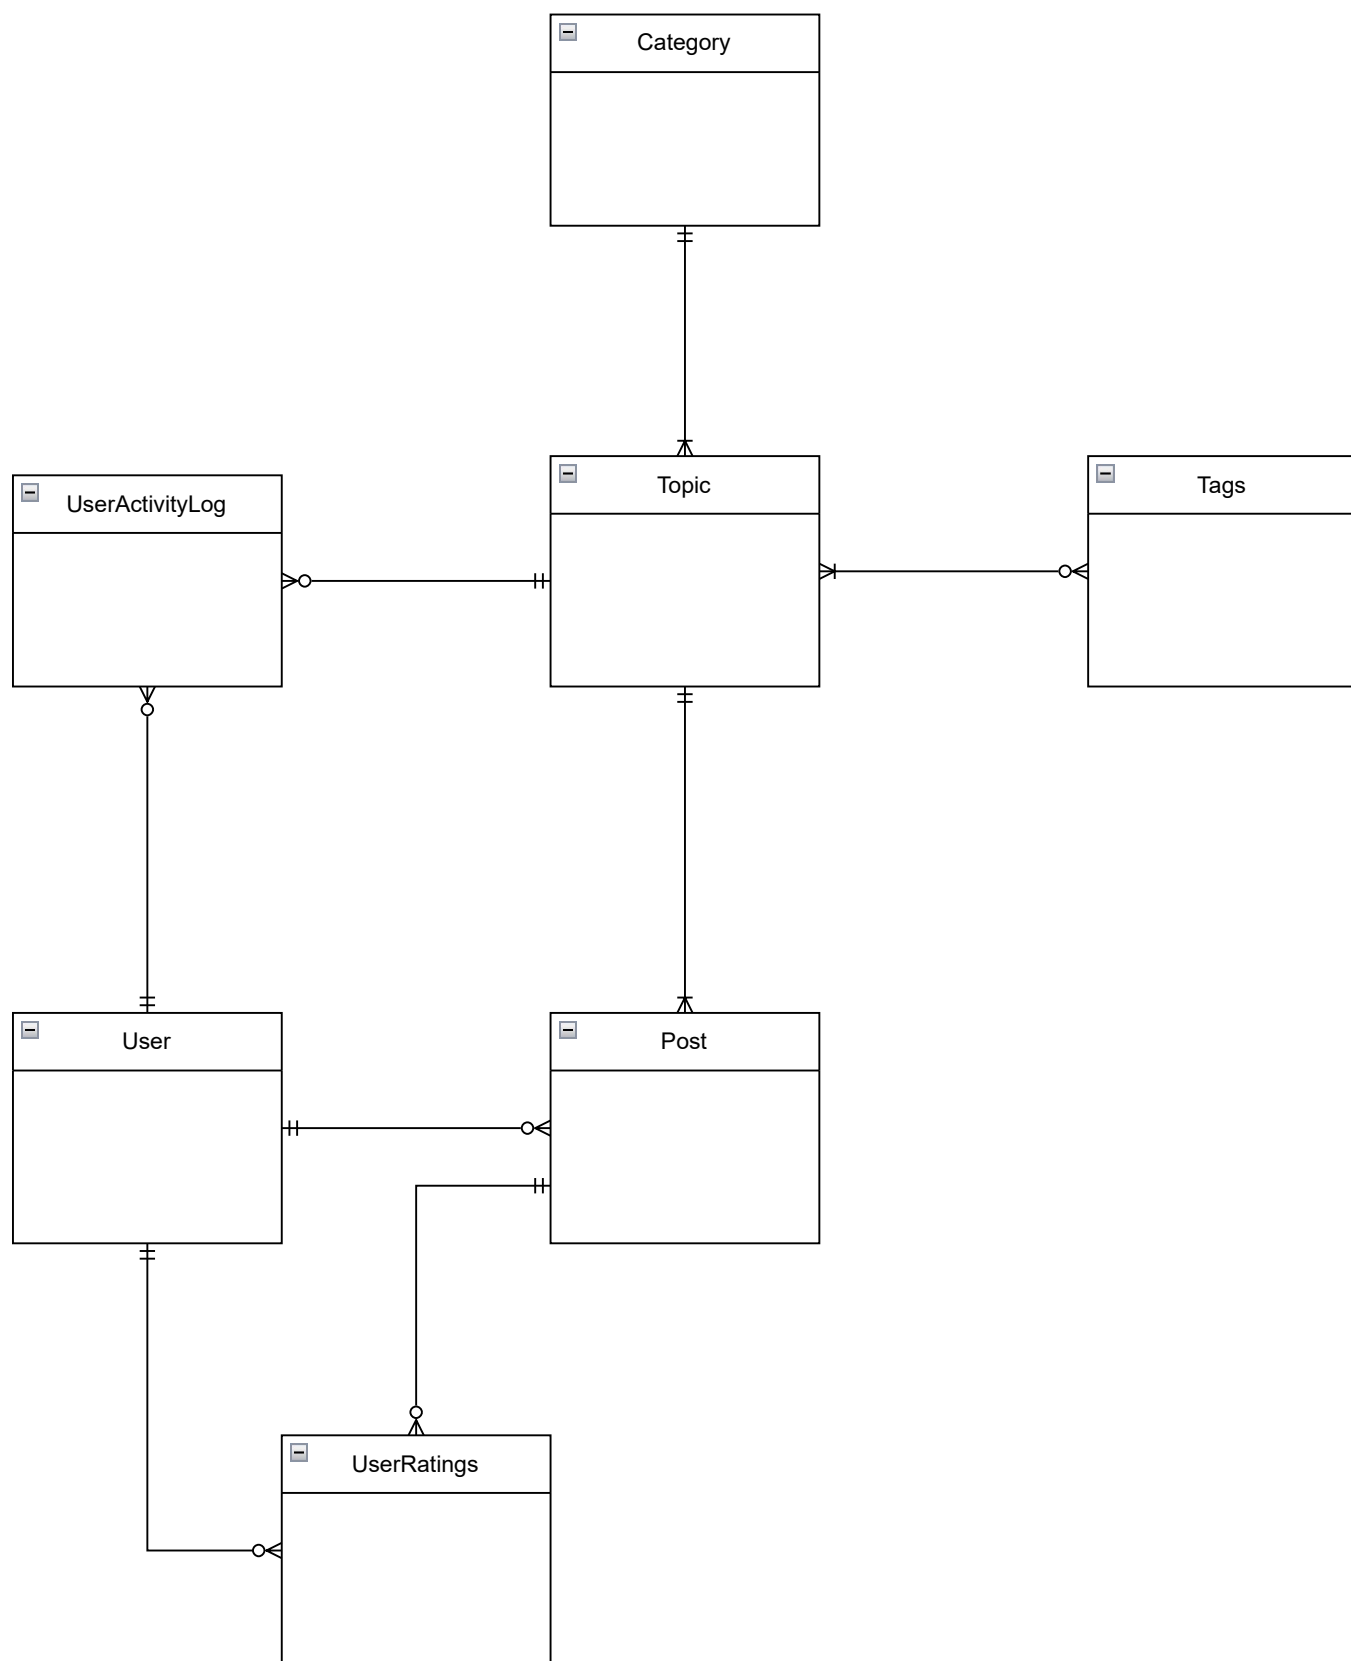 Category
Topic
Tags
UserActivityLog
User
Post
UserRatings